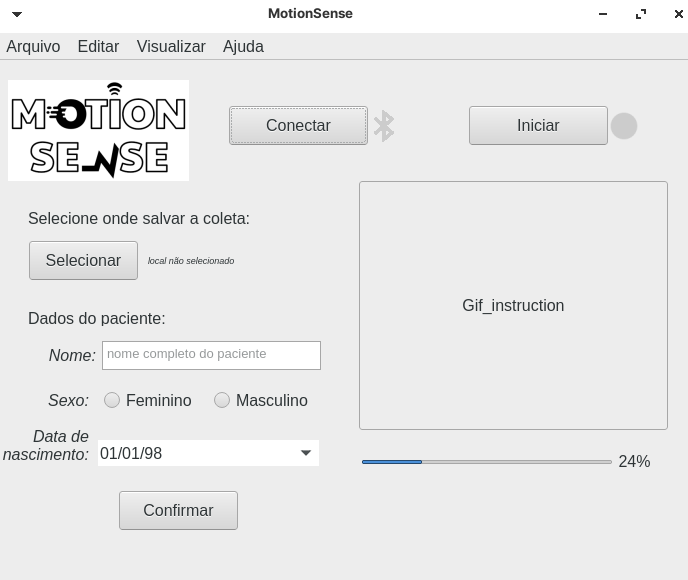 MotionSense
Arquivo Editar Visualizar Ajuda
MOTION
SENSE
Conectar
Iniciar
Selecione onde salvar a coleta:
Selecionar
local não selecionado
Gif_instruction
Dados do paciente:
Nome: nome completo do paciente
Sexo: Feminino Masculino
Data de
nascimento: 01/01/98
24%
Confirmar